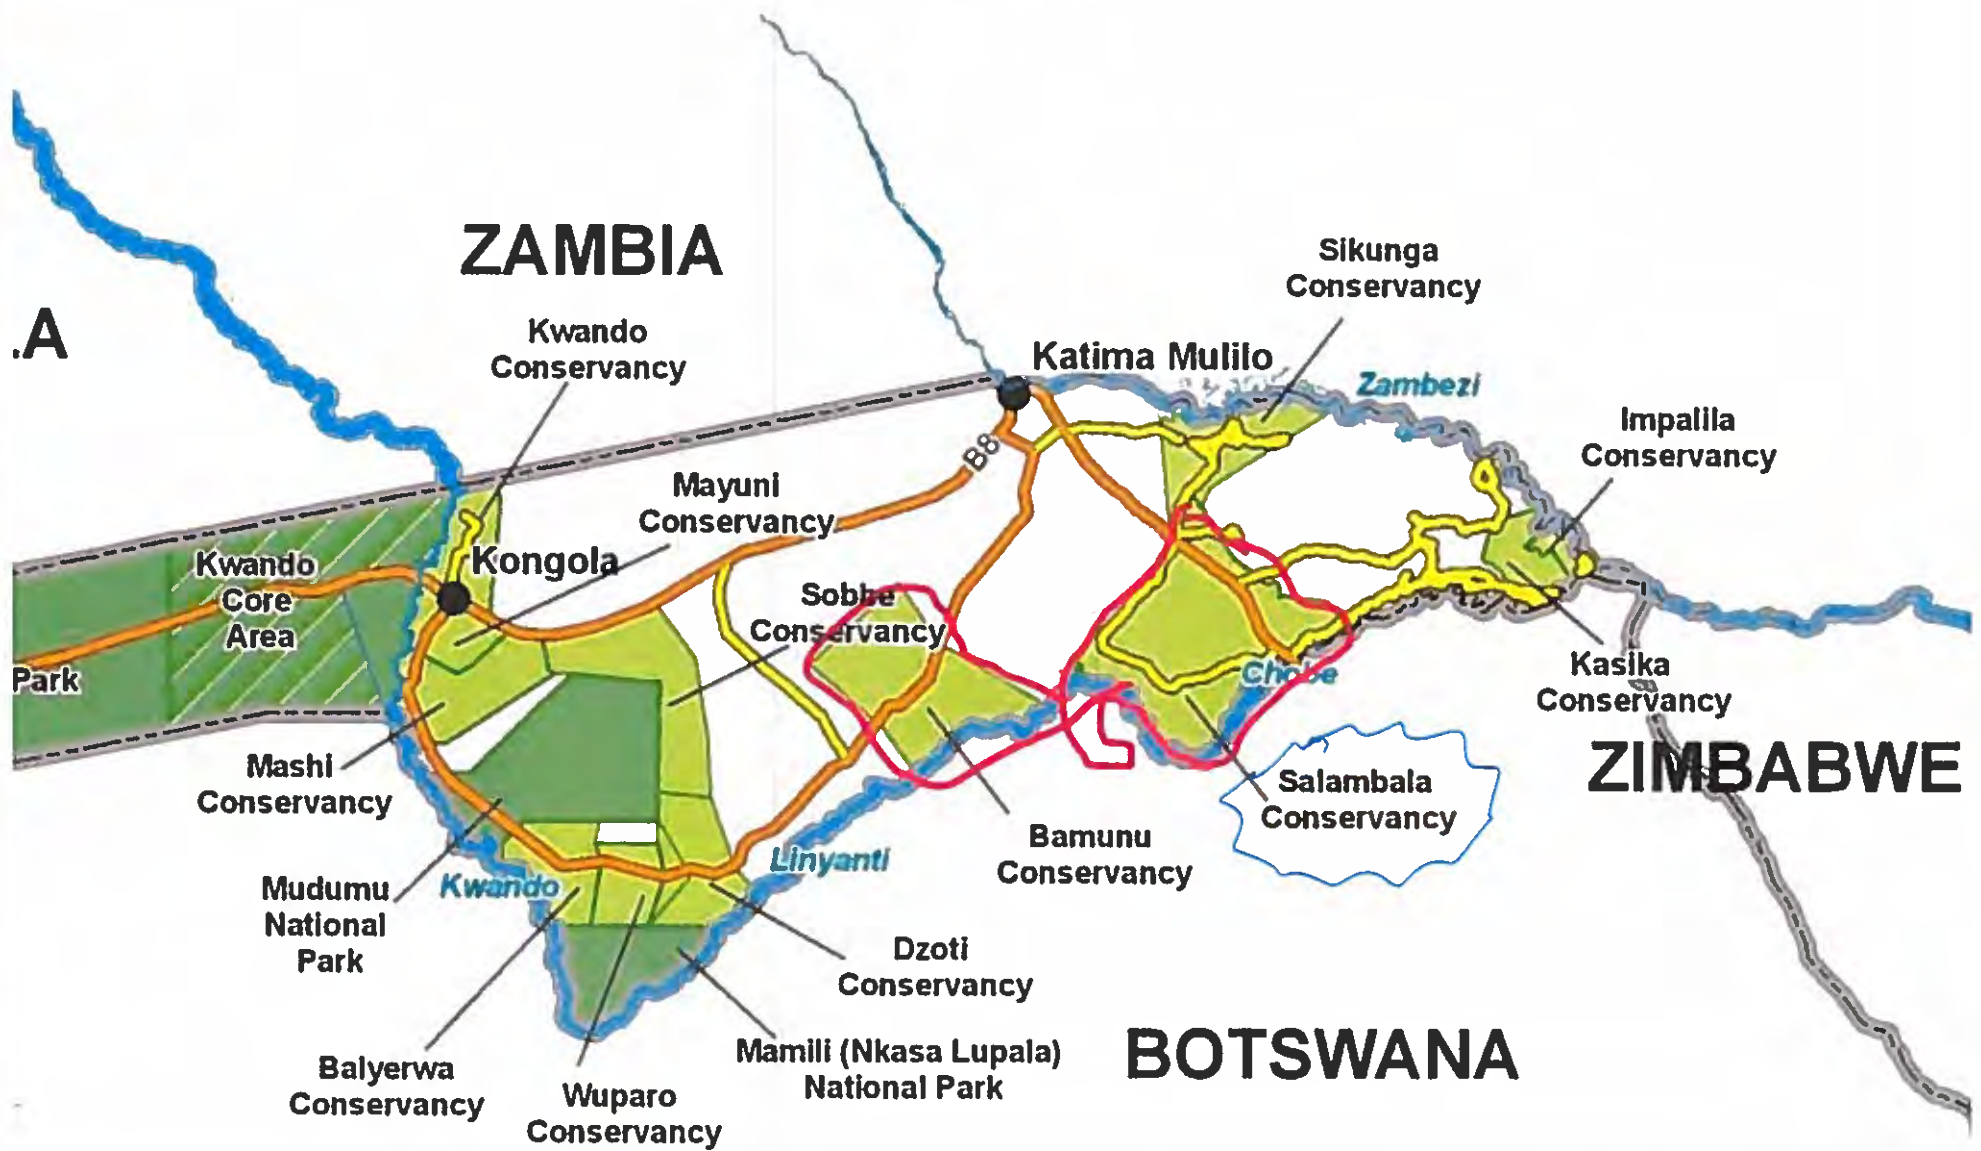 ZAMBIA
Sikunga
Conservancy
.A
Kwando
Conservancy
Katima Mulilo
Zambezi
Impalila
Conservancy
B8
Mayuni
Conservancy
Kwando
Core
Area
Kongola
Sobbe
Conservancy
Park
Chobe
Kasika
Conservancy
Mashi
Conservancy
ZIMBABWE
Salambala
Conservancy
Bamunu
Conservancy
Linyanti
Kwando
Mudumu
National
Park
Dzoti
Conservancy
Mamili (Nkasa Lupala)
National Park
BOTSWANA
Balyerwa
Conservancy
Wuparo
Conservancy